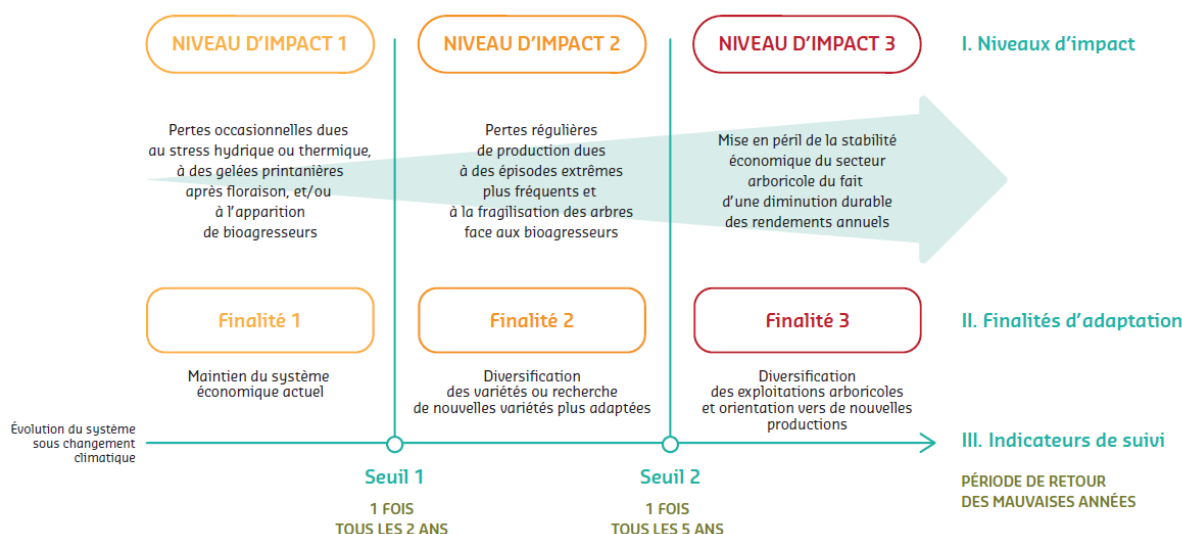 NIVEAU D'IMPACT 1
NIVEAU D'IMPACT 2
NIVEAU D'IMPACT 3
I. Niveaux d'impact
Pertes occasionnelles dues
au stress hydrique ou thermique,
à des gelées printanières
après floraison, et/ou
à l'apparition
de bioagresseurs
Pertes régulières
de production dues
à des épisodes extrêmes
plus fréquents et
à la fragilisation des arbres
face aux bioagresseurs
Mise en péril de la stabilité
économique du secteur
arboricole du fait
d'une diminution durable
des rendements annuels
Finalité 1
Finalité 2
Finalité 3
II. Finalités d'adaptation
Maintien du système
économique actuel
Diversification
des variétés ou recherche
de nouvelles variétés plus adaptées
Diversification
des exploitations arboricoles
et orientation vers de nouvelles
productions
Évolution du système
sous changement
climatique
III. Indicateurs de suivi
Seuil 1
1 FOIS
TOUS LES 2 ANS
Seuil 2
1 FOIS
TOUS LES 5 ANS
PÉRIODE DE RETOUR
DES MAUVAISES ANNÉES